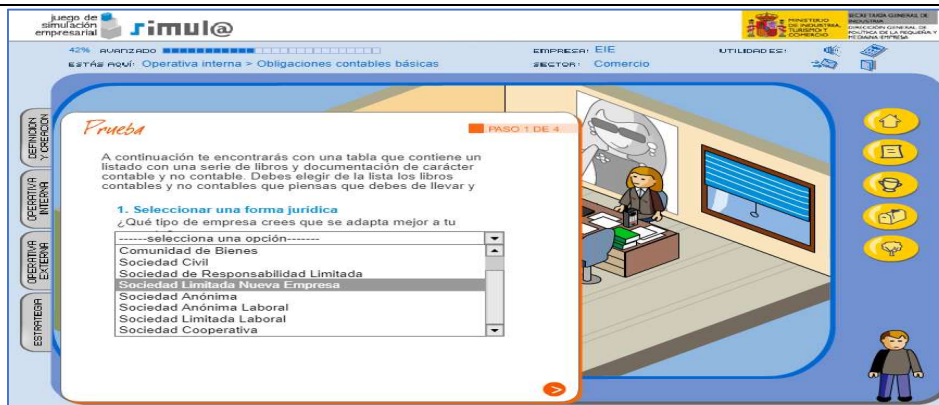 juego de
simulación
empresarial
simul@
MINISTERIO
DE INDUSTRIA,
TURISMO Y
COMERCIO
SECRETARÍA GENERAL DE
INDUSTRIA
DIRECCIÓN GENERAL DE
POLÍTICA DE LA PEQUEÑA Y
MEDIANA EMPRESA
42% AVANZADO
EMPRESA: EIE
UTILIDADES:
ESTÁS AQUÍ: Operativa interna > Obligaciones contables básicas
SECTOR: Comercio
DEFINICION
Y CREACION
OPERATIVA
INTERNA
OPERATIVA
EXTERNA
ESTRATEGIA
Prueba
PASO 1 DE 4
A continuación te encontrarás con una tabla que contiene un
listado con una serie de libros y documentación de carácter
contable y no contable. Debes elegir de la lista los libros
contables y no contables que piensas que debes de llevar y
1. Seleccionar una forma jurídica
¿Qué tipo de empresa crees que se adapta mejor a tu
------selecciona una opción-------
Comunidad de Bienes
Sociedad Civil
Sociedad de Responsabilidad Limitada
Sociedad Limitada Nueva Empresa
Sociedad Anónima
Sociedad Anónima Laboral
Sociedad Limitada Laboral
Sociedad Cooperativa